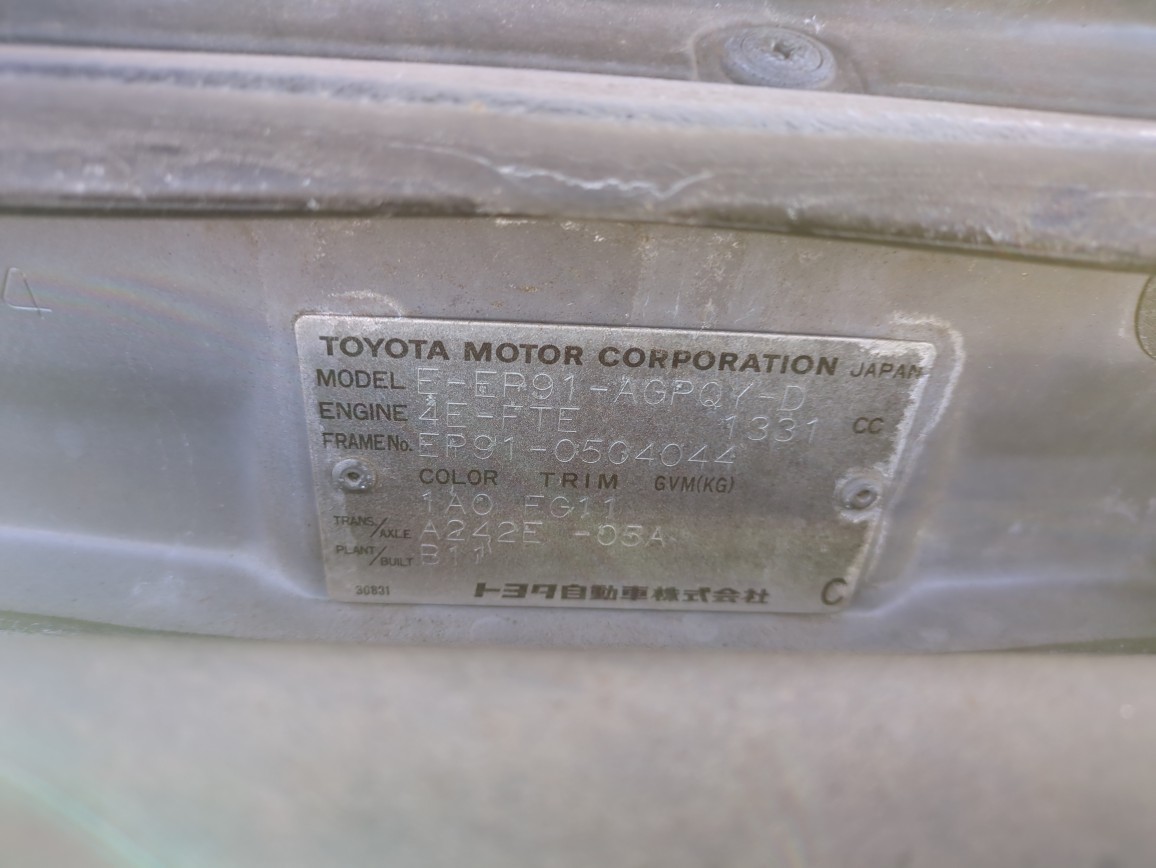 4
TOYOTA MOTOR CORPORATION JAPAN
MODEL E-EP91-AGPQY-D
ENGINE 4E-FTE 1331 CC
FRAME No. EP91-0504044
COLOR TRIM GVM(KG)
1A0 FG11
TRANS./AXLE A242E -05A
PLANT/BUILT B11
36831
トヨタ自動車株式会社 C